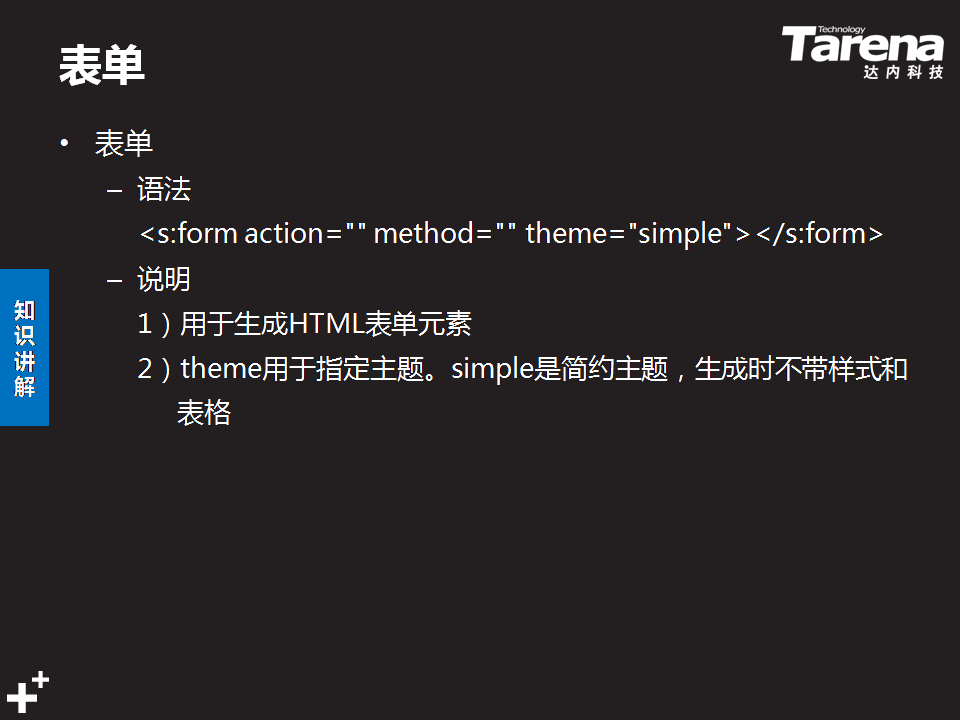 表单
Technology
Tarena
达内科技
• 表单
– 语法
<s:form action="" method="" theme="simple"></s:form>
– 说明
1）用于生成HTML表单元素
2）theme用于指定主题。simple是简约主题，生成时不带样式和
表格
知识讲解